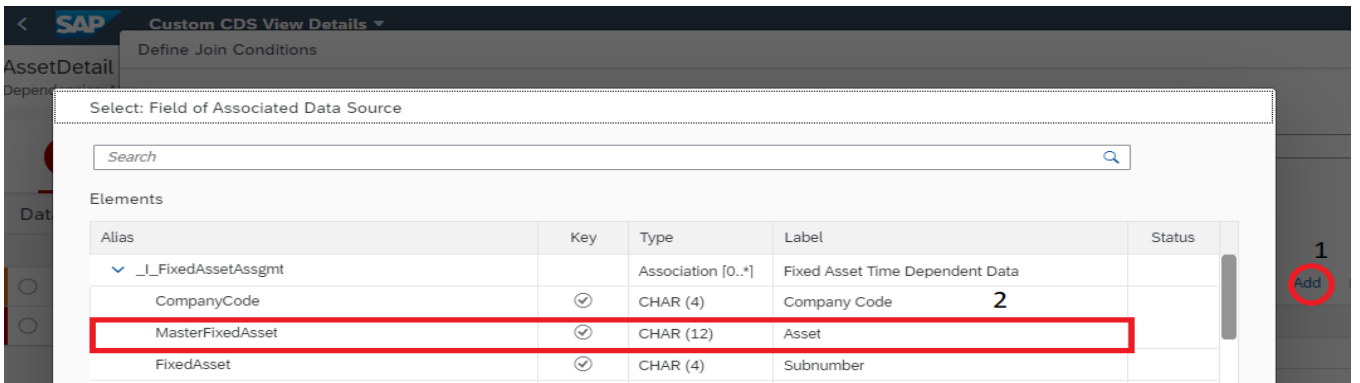 SAP Custom CDS View Details
Define Join Conditions
AssetDetail
Select: Field of Associated Data Source
Search
Elements
Alias Key Type Label Status
_I_FixedAssetAssgmt Association [0..*] Fixed Asset Time Dependent Data
1
Add
CompanyCode CHAR (4) Company Code 2
MasterFixedAsset CHAR (12) Asset
FixedAsset CHAR (4) Subnumber